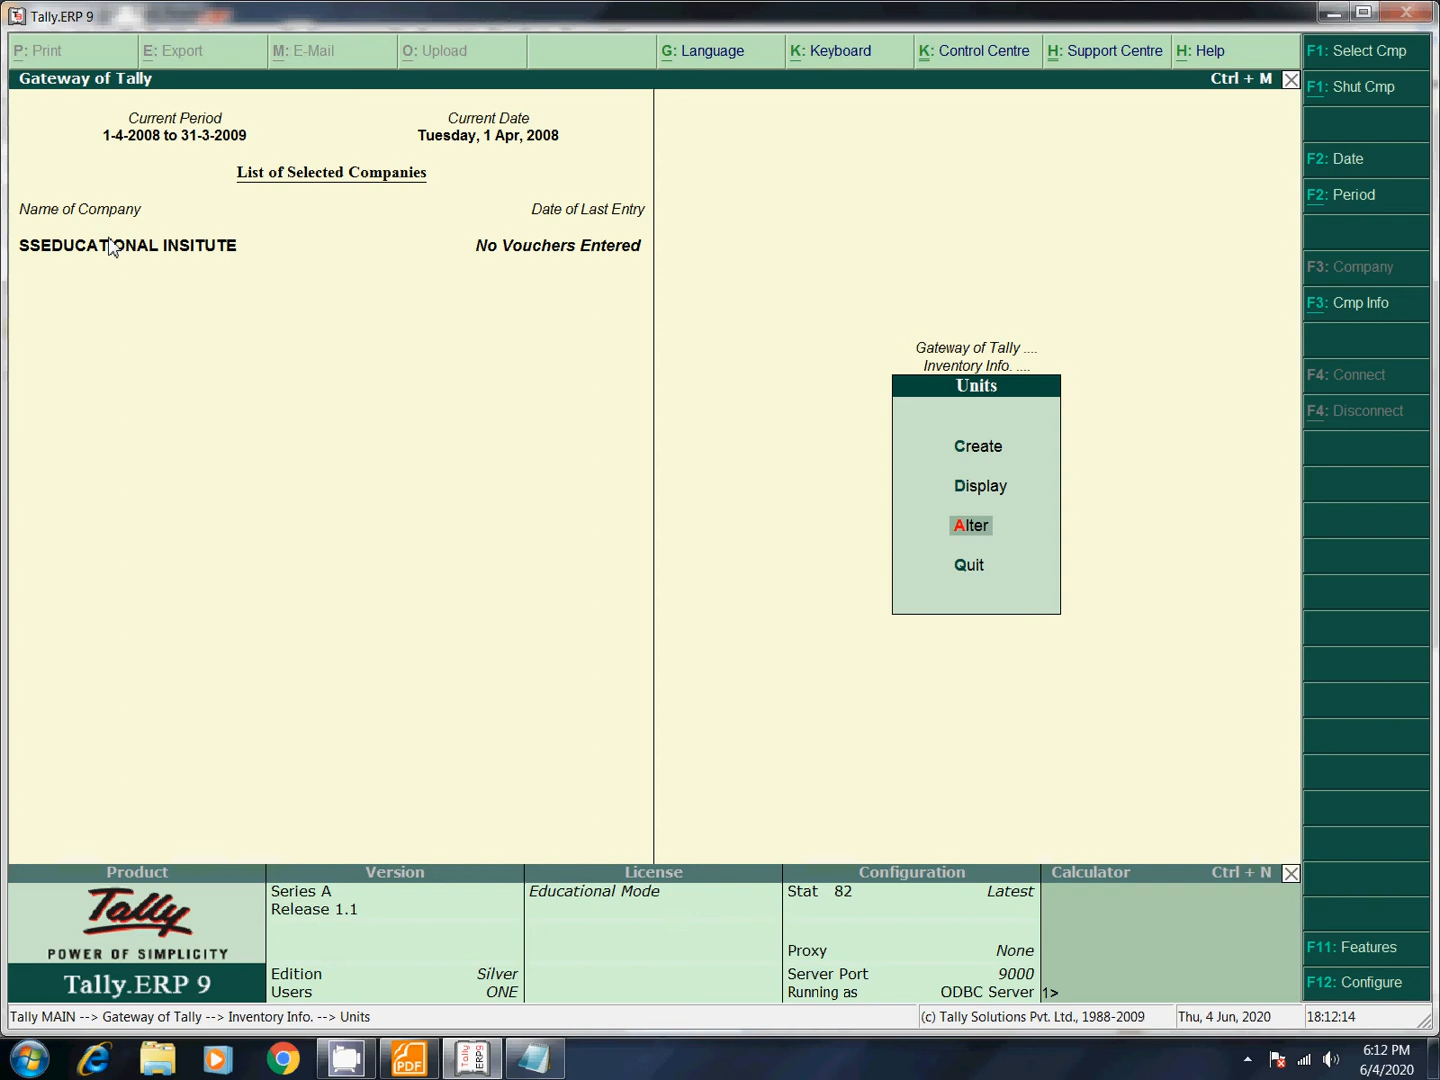 Tally.ERP 9
P: Print
E: Export
M: E-Mail
O: Upload
G: Language
K: Keyboard
K: Control Centre
H: Support Centre
H: Help
F1: Select Cmp
Gateway of Tally
Ctrl + M
F1: Shut Cmp
Current Period
Current Date
1-4-2008 to 31-3-2009
Tuesday, 1 Apr, 2008
F2: Date
List of Selected Companies
F2: Period
Name of Company
Date of Last Entry
SSEDUCATIONAL INSITUTE
No Vouchers Entered
F3: Company
F3: Cmp Info
Gateway of Tally ....
Inventory Info. ....
Units
F4: Connect
F4: Disconnect
Create
Display
Alter
Quit
Product
Version
License
Configuration
Calculator
Ctrl + N
Tally
POWER OF SIMPLICITY
Tally.ERP 9
Series A
Release 1.1
Edition Silver
Users ONE
Educational Mode
Stat 82 Latest
Proxy None
Server Port 9000
Running as ODBC Server
1>
F11: Features
F12: Configure
Tally MAIN --> Gateway of Tally --> Inventory Info. --> Units
(c) Tally Solutions Pvt. Ltd., 1988-2009
Thu, 4 Jun, 2020
18:12:14
PDF
Tally
ERP9
6:12 PM
6/4/2020